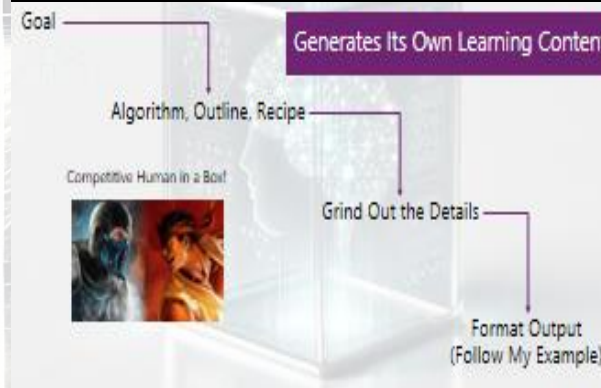 Goal
Generates Its Own Learning Conten
Algorithm, Outline, Recipe
Competitive Human in a Box!
Grind Out the Details
Format Output
(Follow My Example)